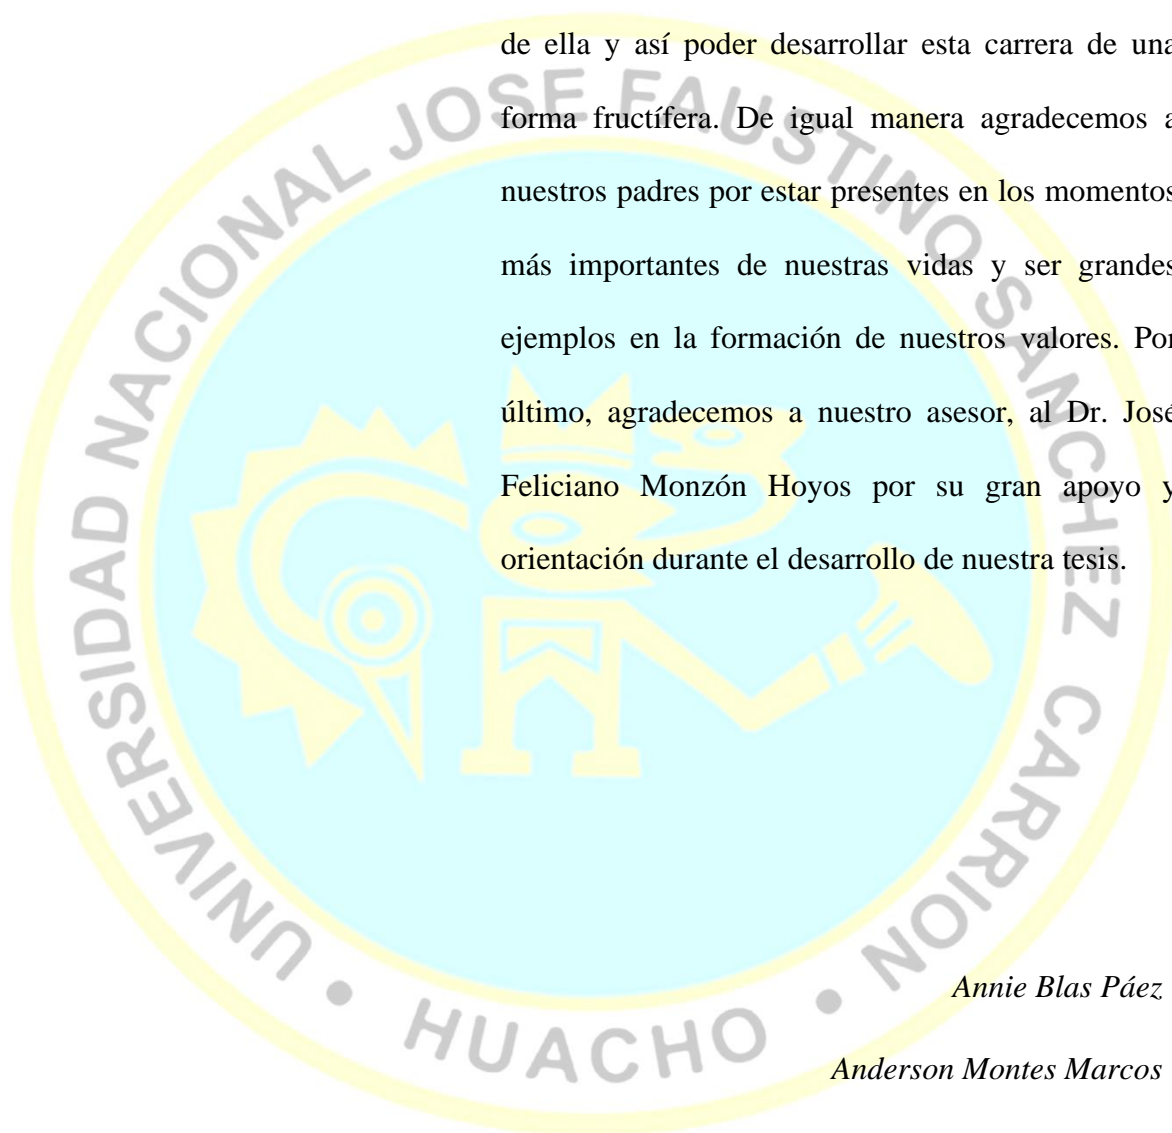 de ella y así poder desarrollar esta carrera de una
forma fructífera. De igual manera agradecemos a
nuestros padres por estar presentes en los momentos
más importantes de nuestras vidas y ser grandes
ejemplos en la formación de nuestros valores. Por
último, agradecemos a nuestro asesor, al Dr. José
Feliciano Monzón Hoyos por su gran apoyo y
orientación durante el desarrollo de nuestra tesis.
Annie Blas Páez
Anderson Montes Marcos
UNIVERSIDAD NACIONAL JOSE FAUSTINO SANCHEZ CARRION • HUACHO •